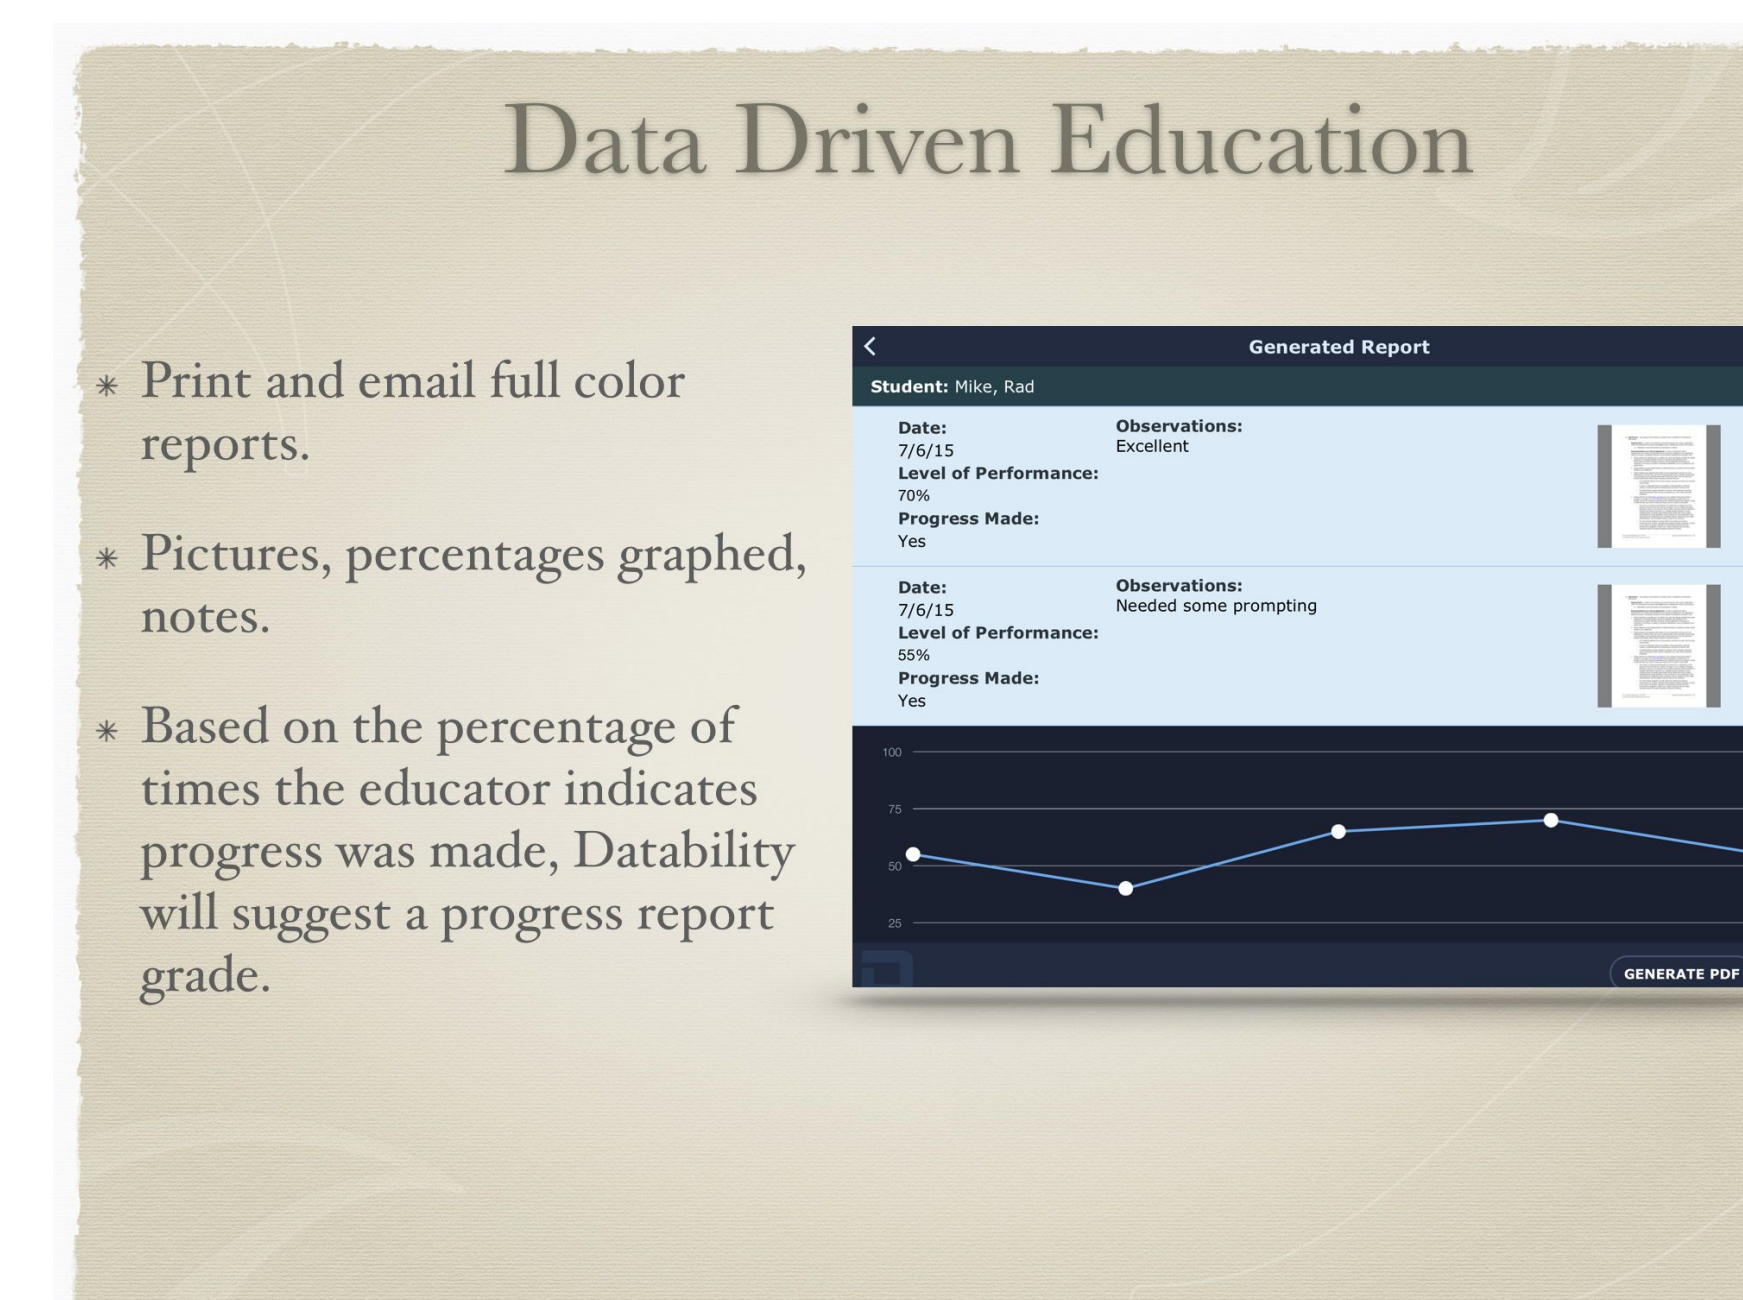 Data Driven Education
Print and email full color
reports.
Pictures, percentages graphed,
notes.
Based on the percentage of
times the educator indicates
progress was made, Datability
will suggest a progress report
grade.
Generated Report
Student: Mike, Rad
Date:
7/6/15
Level of Performance:
70%
Progress Made:
Yes
Observations:
Excellent
Date:
7/6/15
Level of Performance:
55%
Progress Made:
Yes
Observations:
Needed some prompting
100
75
50
25
GENERATE PDF